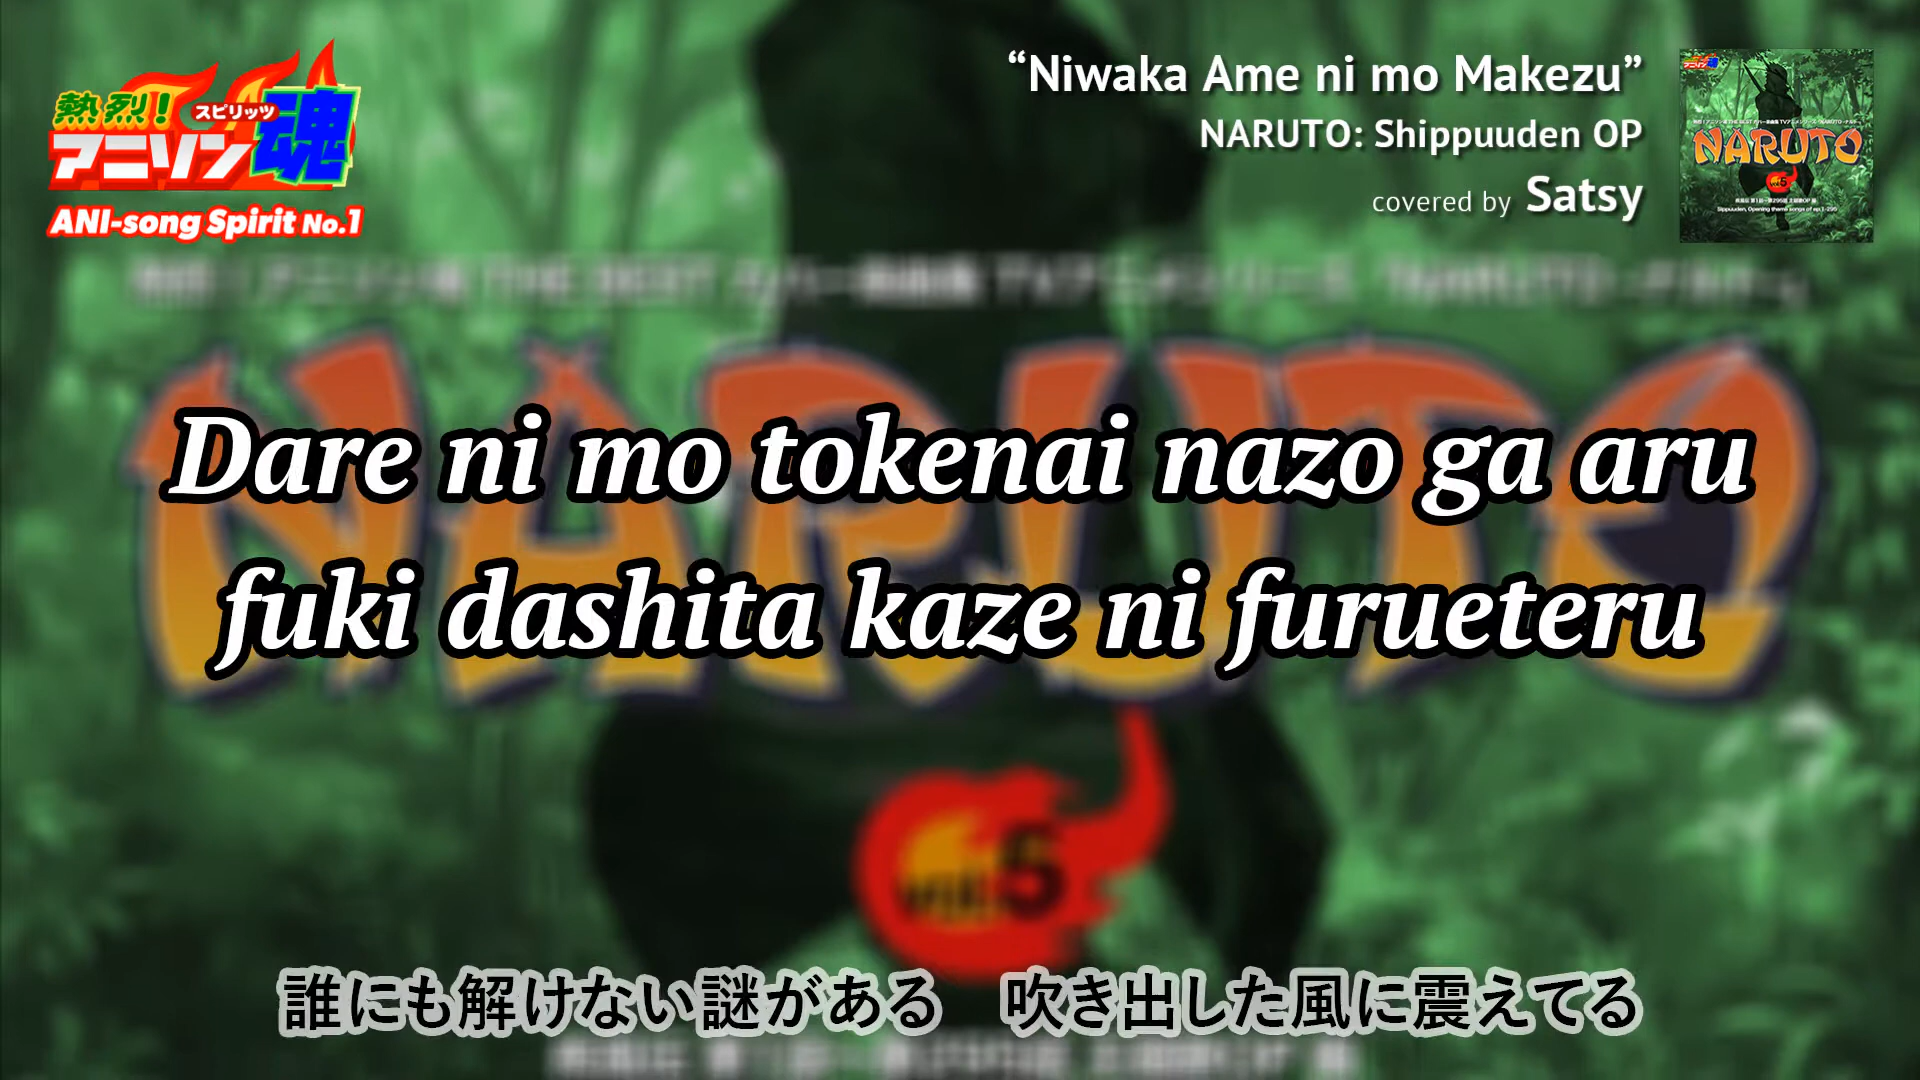 熱烈!
スピリッツ
アニソン魂
ANI-song Spirit No.1
“Niwaka Ame ni mo Makezu”
NARUTO: Shippuuden OP
covered by Satsy
NARUTO
Dare ni mo tokenai nazo ga aru
fuki dashita kaze ni furueteru
NARUTO
vol.5
誰にも解けない謎がある　吹き出した風に震えてる